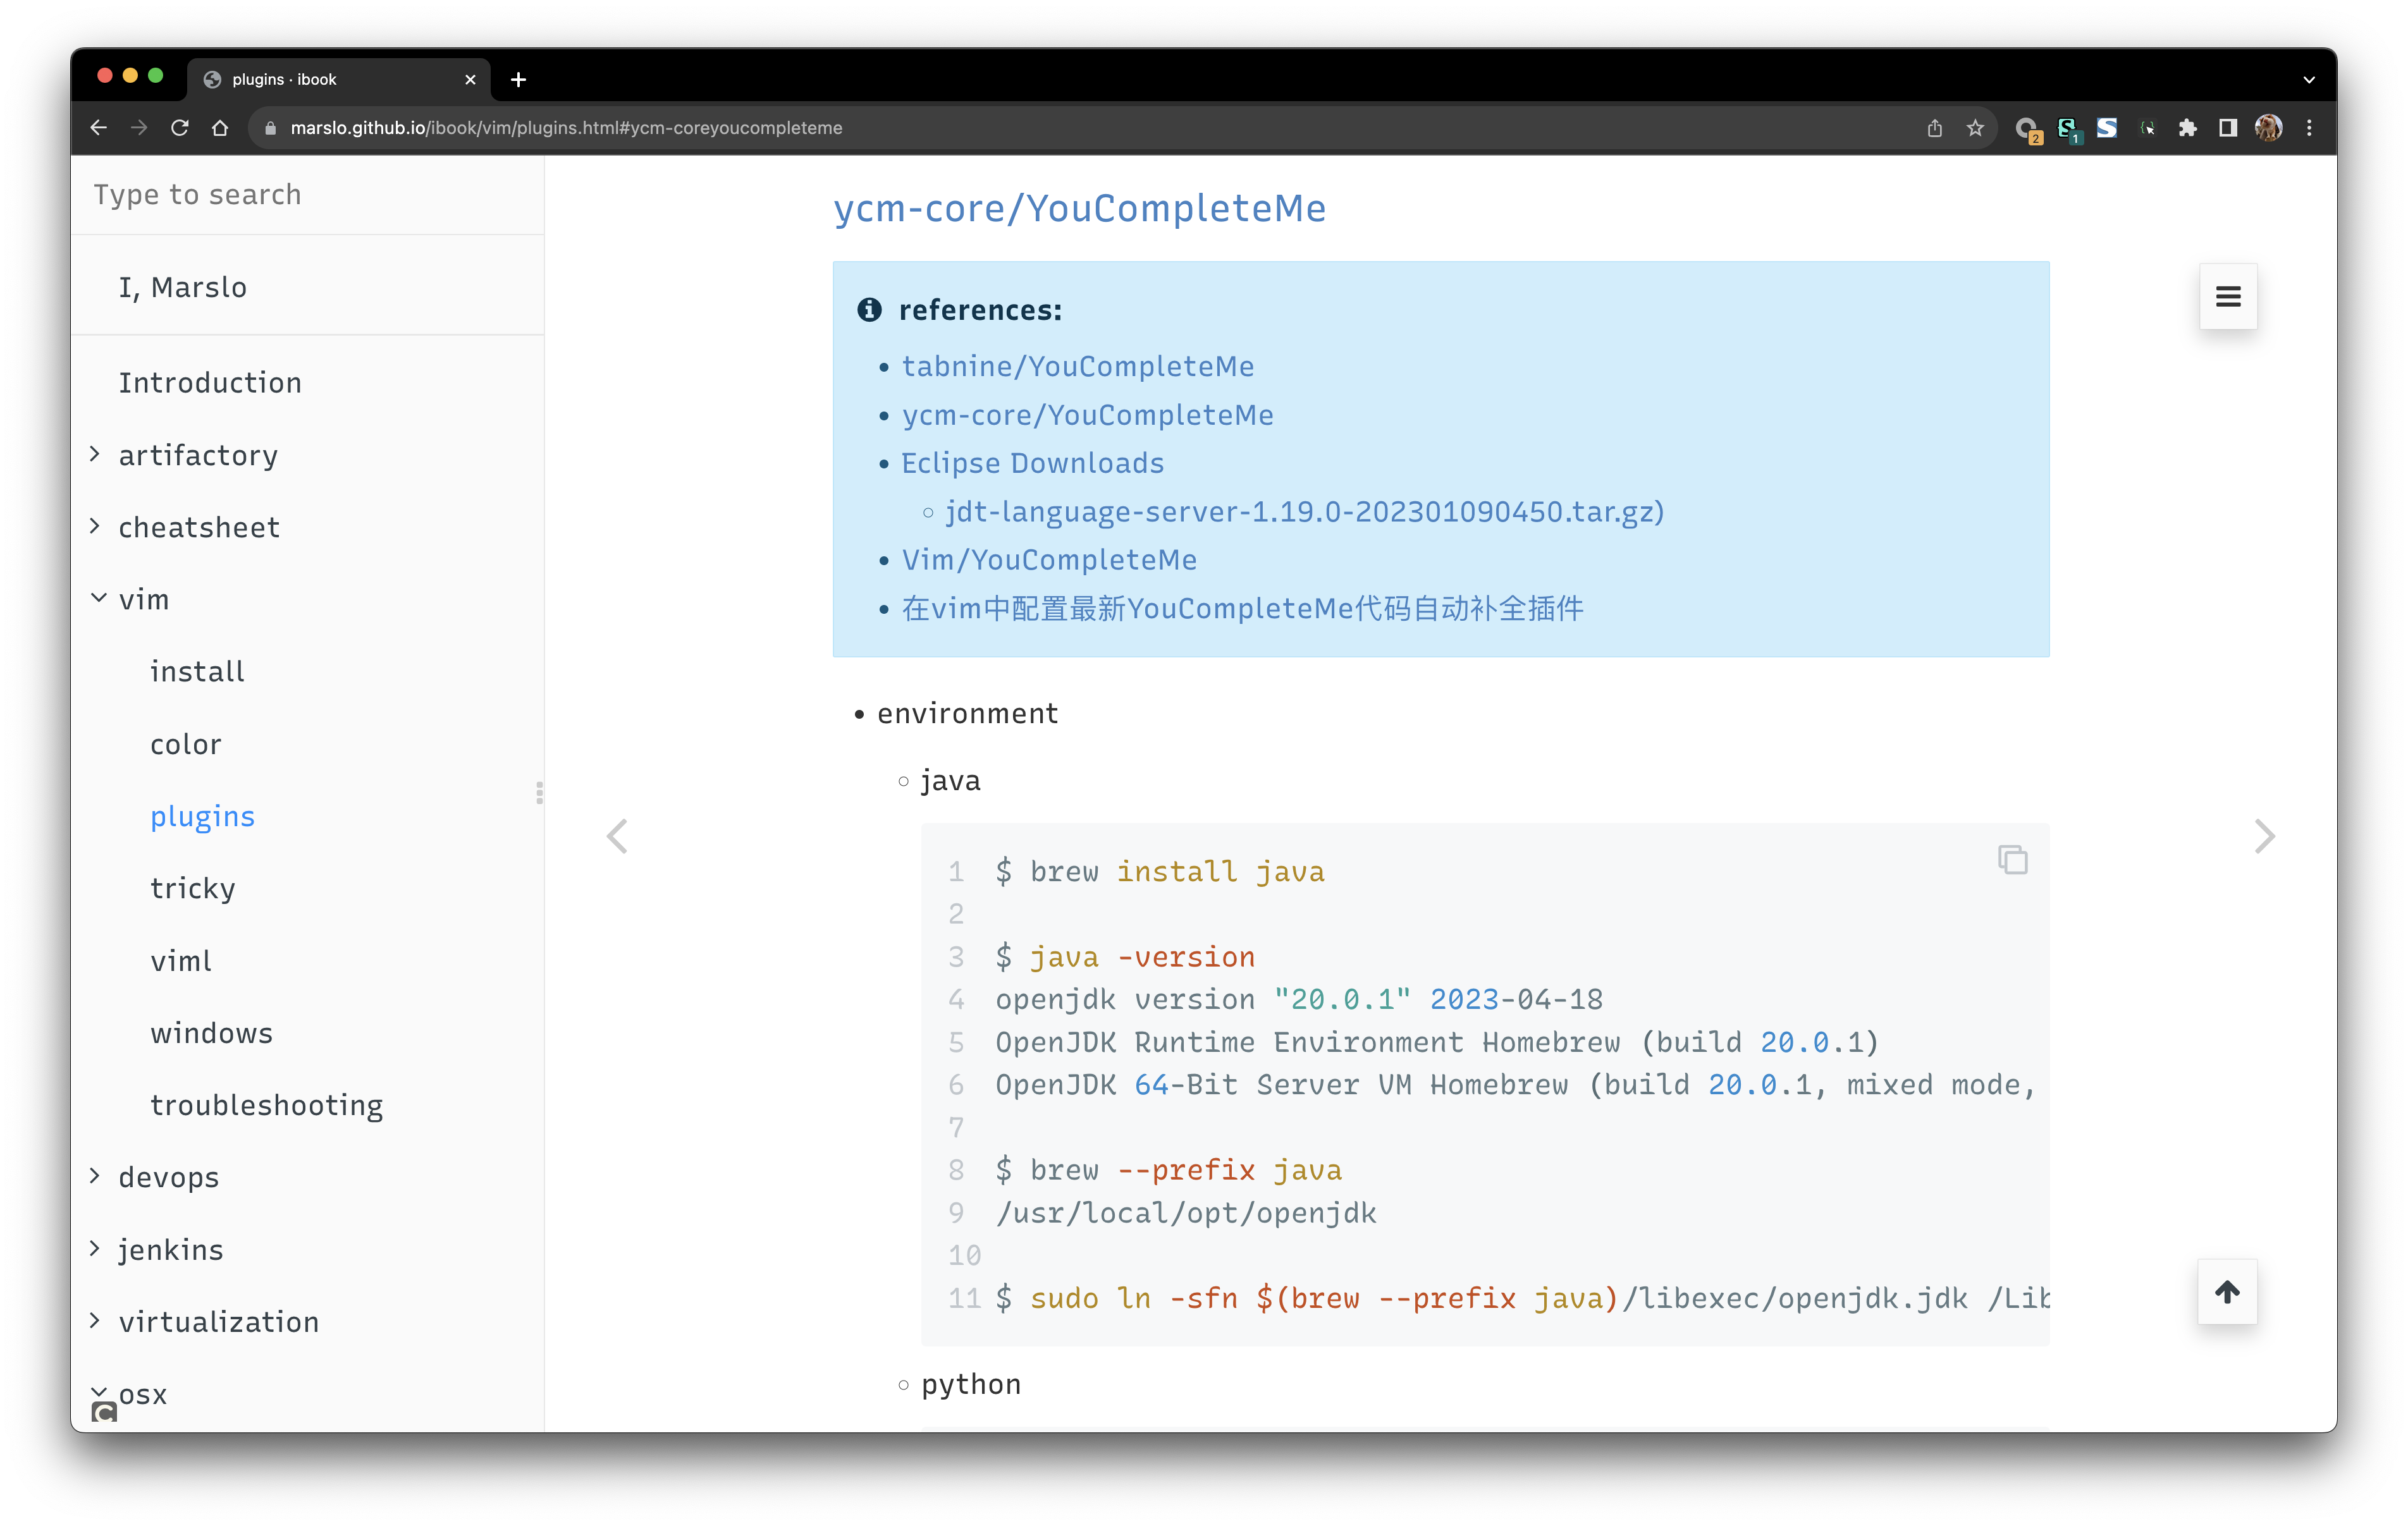 plugins · ibook
marslo.github.io/ibook/vim/plugins.html#ycm-coreyoucompleteme
2
1
Type to search
I, Marslo
Introduction
artifactory
cheatsheet
vim
install
color
plugins
tricky
viml
windows
troubleshooting
devops
jenkins
virtualization
osx
ycm-core/YouCompleteMe
references:
tabnine/YouCompleteMe
ycm-core/YouCompleteMe
Eclipse Downloads
jdt-language-server-1.19.0-202301090450.tar.gz)
Vim/YouCompleteMe
在vim中配置最新YouCompleteMe代码自动补全插件
environment
java
1 $ brew install java
2
3 $ java -version
4 openjdk version "20.0.1" 2023-04-18
5 OpenJDK Runtime Environment Homebrew (build 20.0.1)
6 OpenJDK 64-Bit Server VM Homebrew (build 20.0.1, mixed mode,
7
8 $ brew --prefix java
9 /usr/local/opt/openjdk
10
11 $ sudo ln -sfn $(brew --prefix java)/libexec/openjdk.jdk /Lib
python